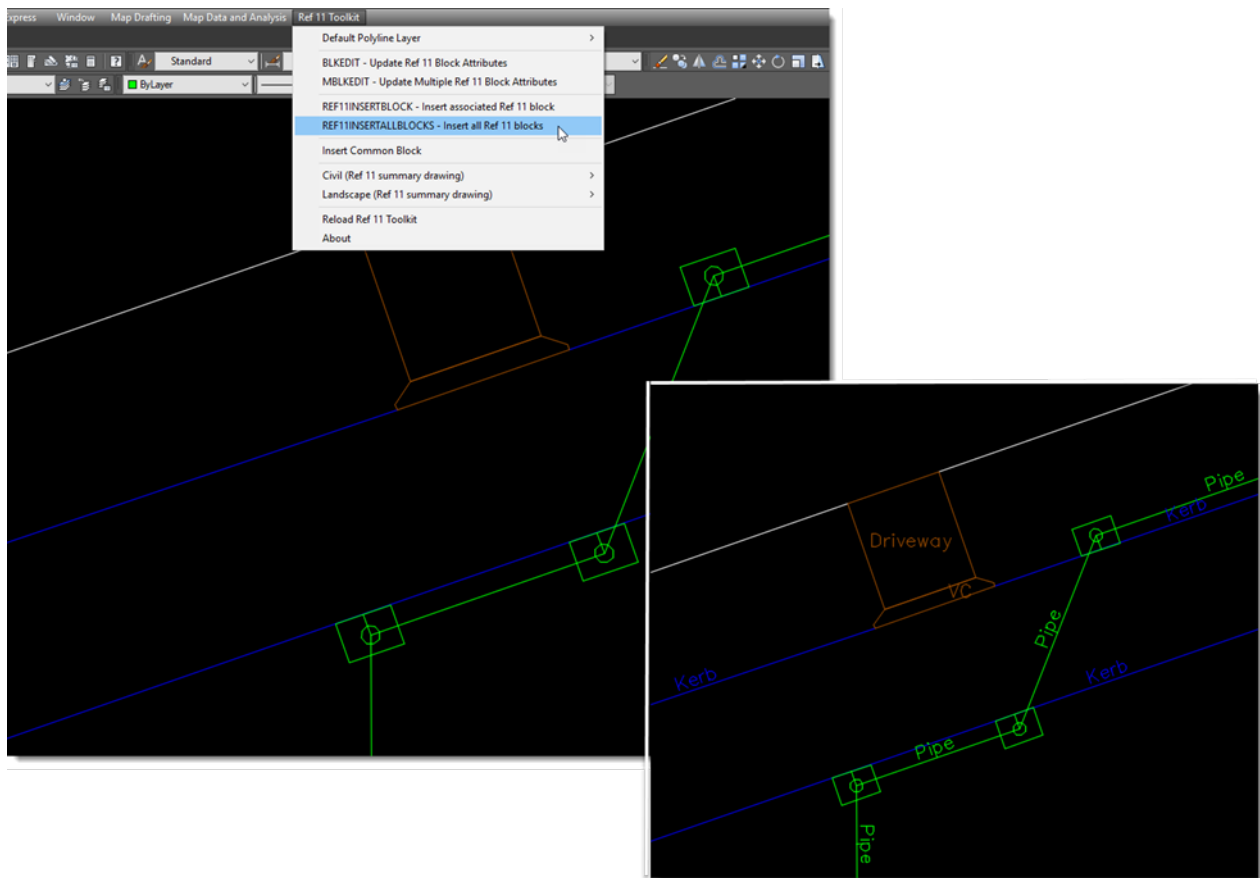 xpress Window Map Drafting Map Data and Analysis Ref 11 Toolkit
Default Polyline Layer
Standard
BLKEDIT - Update Ref 11 Block Attributes
MBLKEDIT - Update Multiple Ref 11 Block Attributes
ByLayer
REF11INSERTBLOCK - Insert associated Ref 11 block
REF11INSERTALLBLOCKS - Insert all Ref 11 blocks
Insert Common Block
Civil (Ref 11 summary drawing)
Landscape (Ref 11 summary drawing)
Reload Ref 11 Toolkit
About
Pipe
Kerb
Driveway
VC
Pipe
Kerb
Kerb
Pipe
Pipe